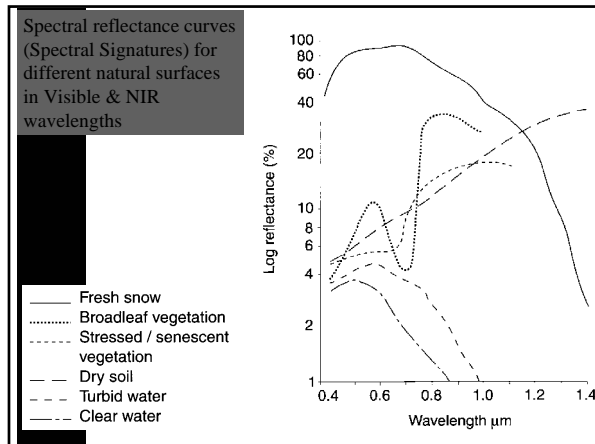 Spectral reflectance curves
(Spectral Signatures) for
different natural surfaces
in Visible & NIR
wavelengths
Fresh snow
Broadleaf vegetation
Stressed / senescent
vegetation
Dry soil
Turbid water
Clear water
Log reflectance (%)
100
80
60
40
20
10
8
6
4
2
1
0.4 0.6 0.8 1.0 1.2 1.4
Wavelength µm